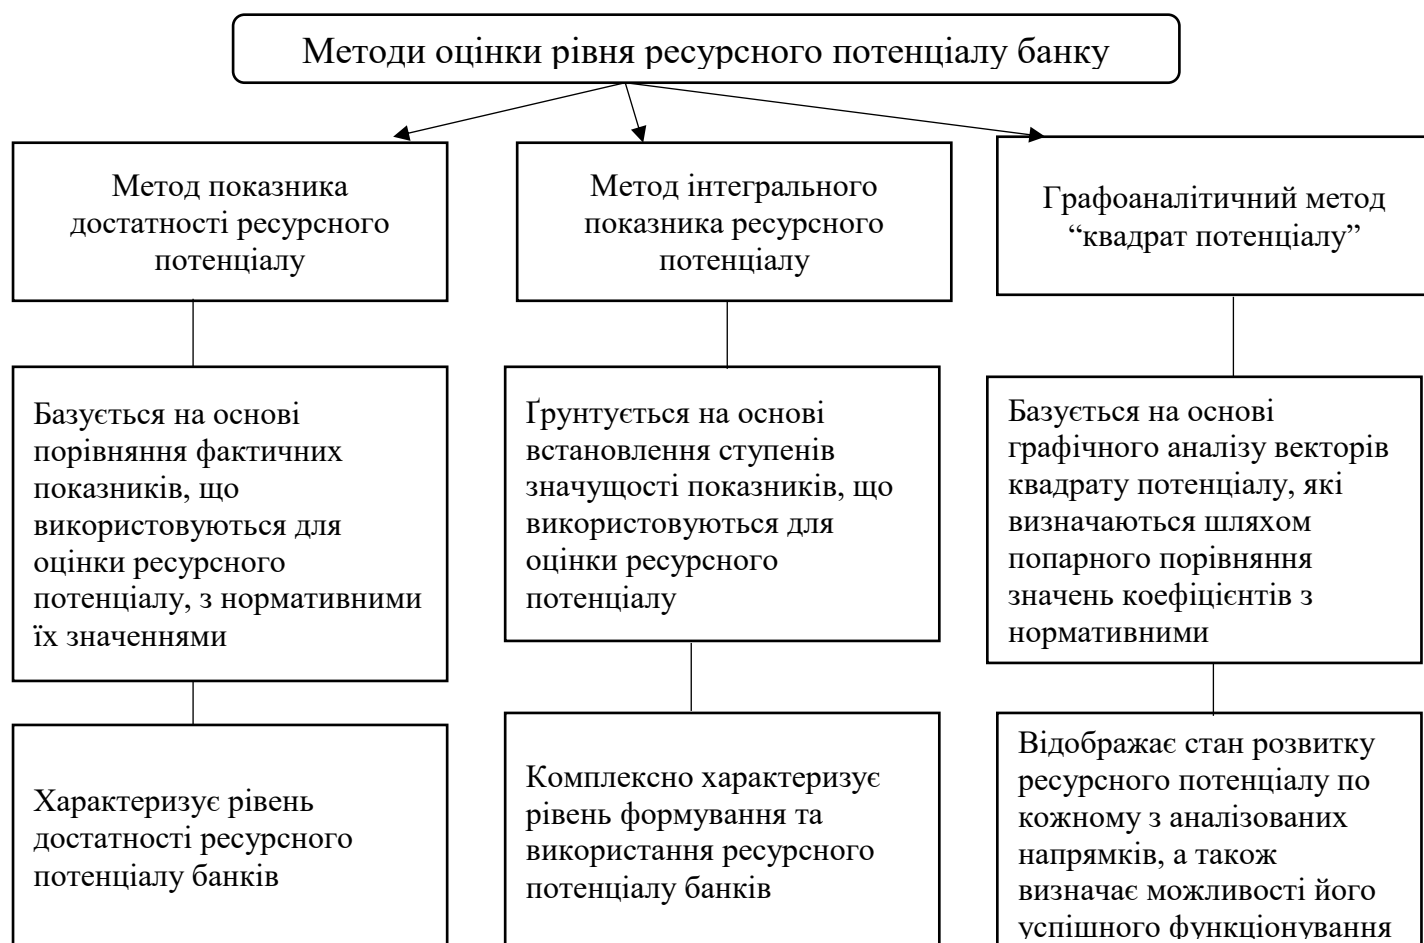 Методи оцінки рівня ресурсного потенціалу банку
Метод показника
достатності ресурсного
потенціалу
Метод інтегрального
показника ресурсного
потенціалу
Графоаналітичний метод
“квадрат потенціалу”
Базується на основі
порівняння фактичних
показників, що
використовуються для
оцінки ресурсного
потенціалу, з нормативними
їх значеннями
Ґрунтується на основі
встановлення ступенів
значущості показників, що
використовуються для
оцінки ресурсного
потенціалу
Базується на основі
графічного аналізу векторів
квадрату потенціалу, які
визначаються шляхом
попарного порівняння
значень коефіцієнтів з
нормативними
Характеризує рівень
достатності ресурсного
потенціалу банків
Комплексно характеризує
рівень формування та
використання ресурсного
потенціалу банків
Відображає стан розвитку
ресурсного потенціалу по
кожному з аналізованих
напрямків, а також
визначає можливості його
успішного функціонування